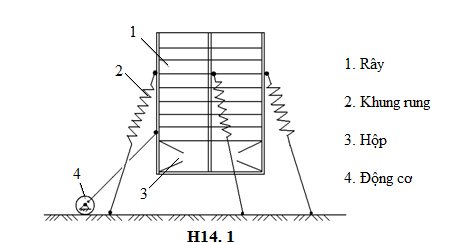 1
2
4
3
1. Rây
2. Khung rung
3. Hộp
4. Động cơ
H14. 1